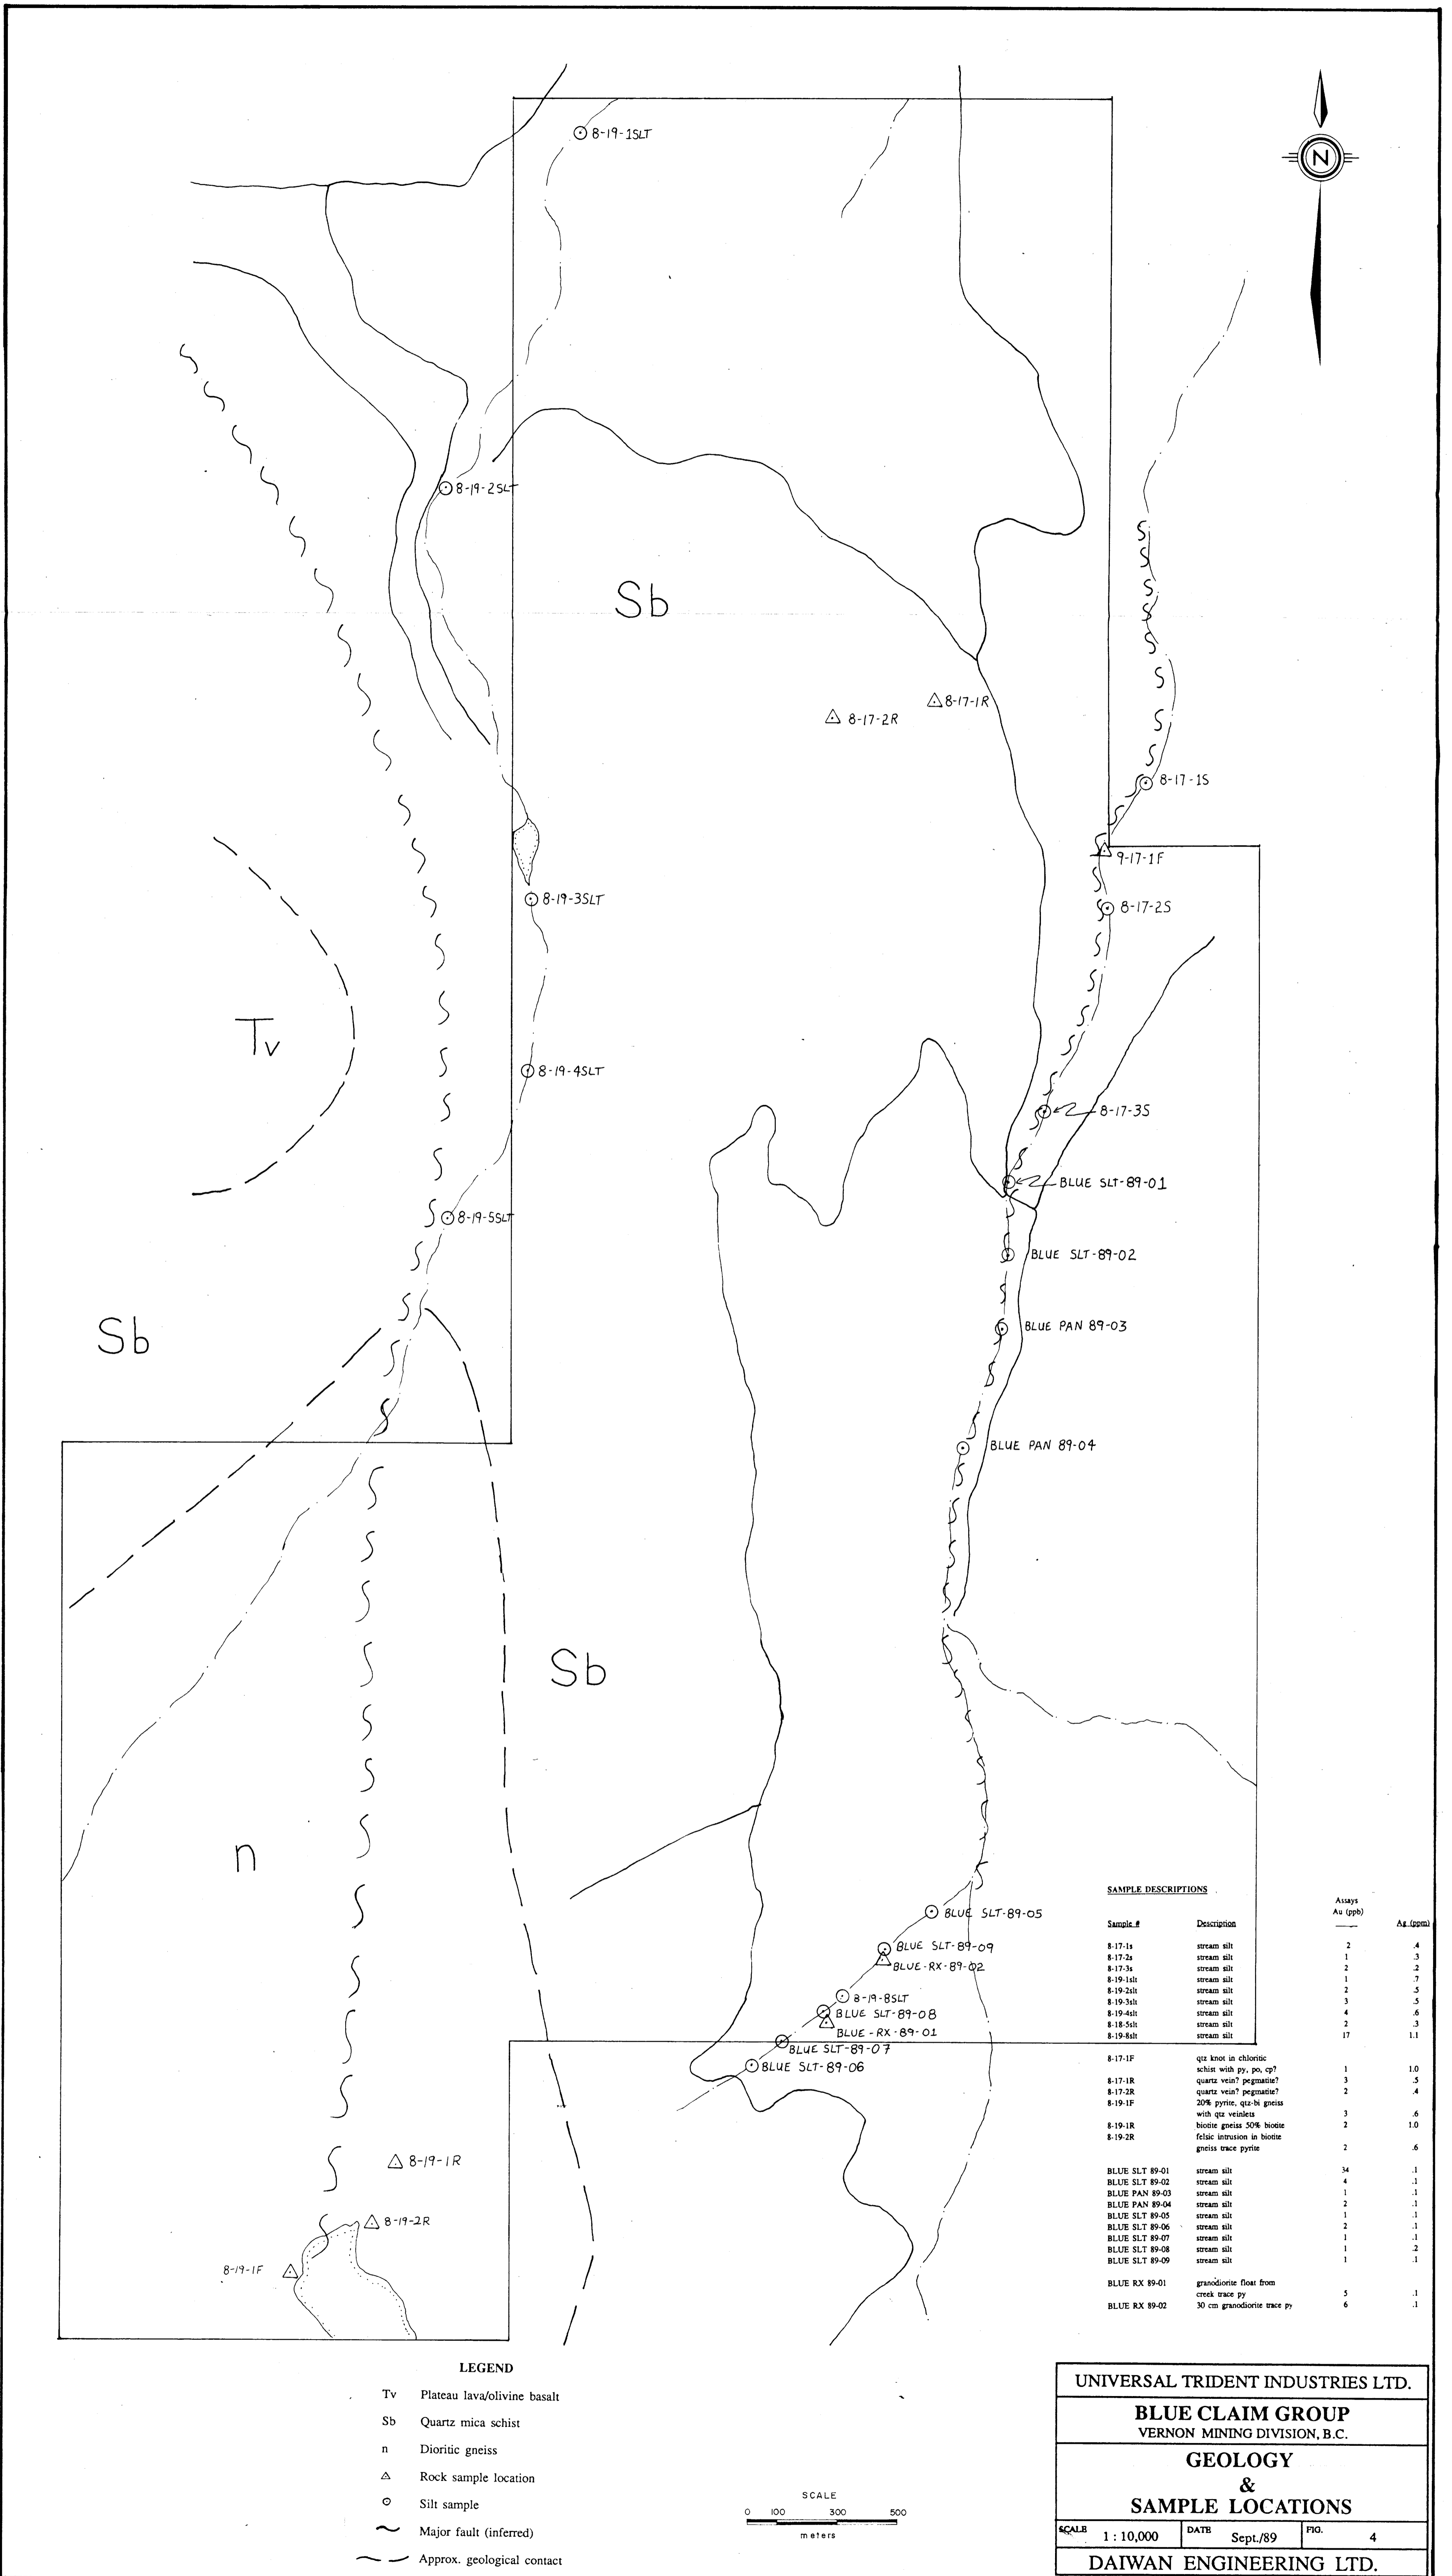 N
8-19-1SLT
8-19-2SLT
Sb
8-17-1R
8-17-2R
8-17-1S
9-17-1F
8-19-3SLT
8-17-2S
Tv
8-19-4SLT
8-17-3S
BLUE SLT-89-01
8-19-5SLT
BLUE SLT-89-02
BLUE PAN 89-03
Sb
BLUE PAN 89-04
Sb
n
BLUE SLT-89-05
BLUE SLT-89-09
BLUE-RX-89-02
8-19-8SLT
BLUE SLT-89-08
BLUE-RX-89-01
BLUE SLT-89-07
BLUE SLT-89-06
8-19-1R
8-19-2R
8-19-1F
SAMPLE DESCRIPTIONS
Assays
Au (ppb)
Sample # Description Ag (ppm)
8-17-1s stream silt 2 .4
8-17-2s stream silt 1 .3
8-17-3s stream silt 2 .2
8-19-1slt stream silt 1 .7
8-19-2slt stream silt 2 .5
8-19-3slt stream silt 3 .5
8-19-4slt stream silt 4 .6
8-18-5slt stream silt 2 .3
8-19-8slt stream silt 17 1.1
8-17-1F qtz knot in chloritic
schist with py, po, cp? 1 1.0
8-17-1R quartz vein? pegmatite? 3 .5
8-17-2R quartz vein? pegmatite? 2 .4
8-19-1F 20% pyrite, qtz-bi gneiss
with qtz veinlets 3 .6
8-19-1R biotite gneiss 50% biotite 2 1.0
8-19-2R felsic intrusion in biotite
gneiss trace pyrite 2 .6
BLUE SLT 89-01 stream silt 34 .1
BLUE SLT 89-02 stream silt 4 .1
BLUE PAN 89-03 stream silt 1 .1
BLUE PAN 89-04 stream silt 2 .1
BLUE SLT 89-05 stream silt 1 .1
BLUE SLT 89-06 stream silt 2 .1
BLUE SLT 89-07 stream silt 1 .1
BLUE SLT 89-08 stream silt 1 .2
BLUE SLT 89-09 stream silt 1 .1
BLUE RX 89-01 granodiorite float from
creek trace py 5 .1
BLUE RX 89-02 30 cm granodiorite trace py 6 .1
LEGEND
Tv Plateau lava/olivine basalt
Sb Quartz mica schist
n Dioritic gneiss
Rock sample location
Silt sample
Major fault (inferred)
Approx. geological contact
SCALE
0 100 300 500
meters
UNIVERSAL TRIDENT INDUSTRIES LTD.
BLUE CLAIM GROUP
VERNON MINING DIVISION, B.C.
GEOLOGY
&
SAMPLE LOCATIONS
SCALE 1 : 10,000 DATE Sept./89 FIG. 4
DAIWAN ENGINEERING LTD.